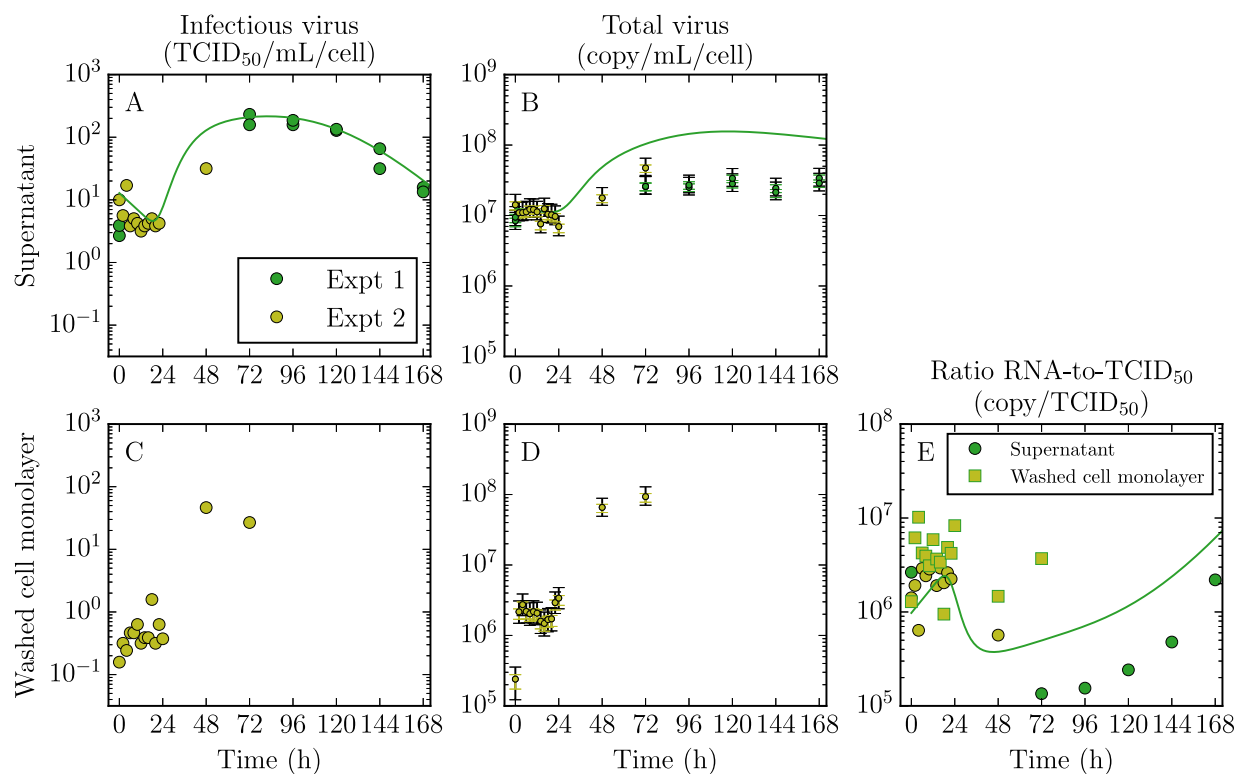 Infectious virus
(TCID50/mL/cell)
Total virus
(copy/mL/cell)
Supernatant
10^3
10^2
10^1
10^0
10^−1
A
Expt 1
Expt 2
0 24 48 72 96 120 144 168
10^9
10^8
10^7
10^6
10^5
B
0 24 48 72 96 120 144 168
Washed cell monolayer
10^3
10^2
10^1
10^0
10^−1
C
0 24 48 72 96 120 144 168
Time (h)
10^9
10^8
10^7
10^6
10^5
D
0 24 48 72 96 120 144 168
Time (h)
Ratio RNA-to-TCID50
(copy/TCID50)
10^8
10^7
10^6
10^5
E
Supernatant
Washed cell monolayer
0 24 48 72 96 120 144 168
Time (h)